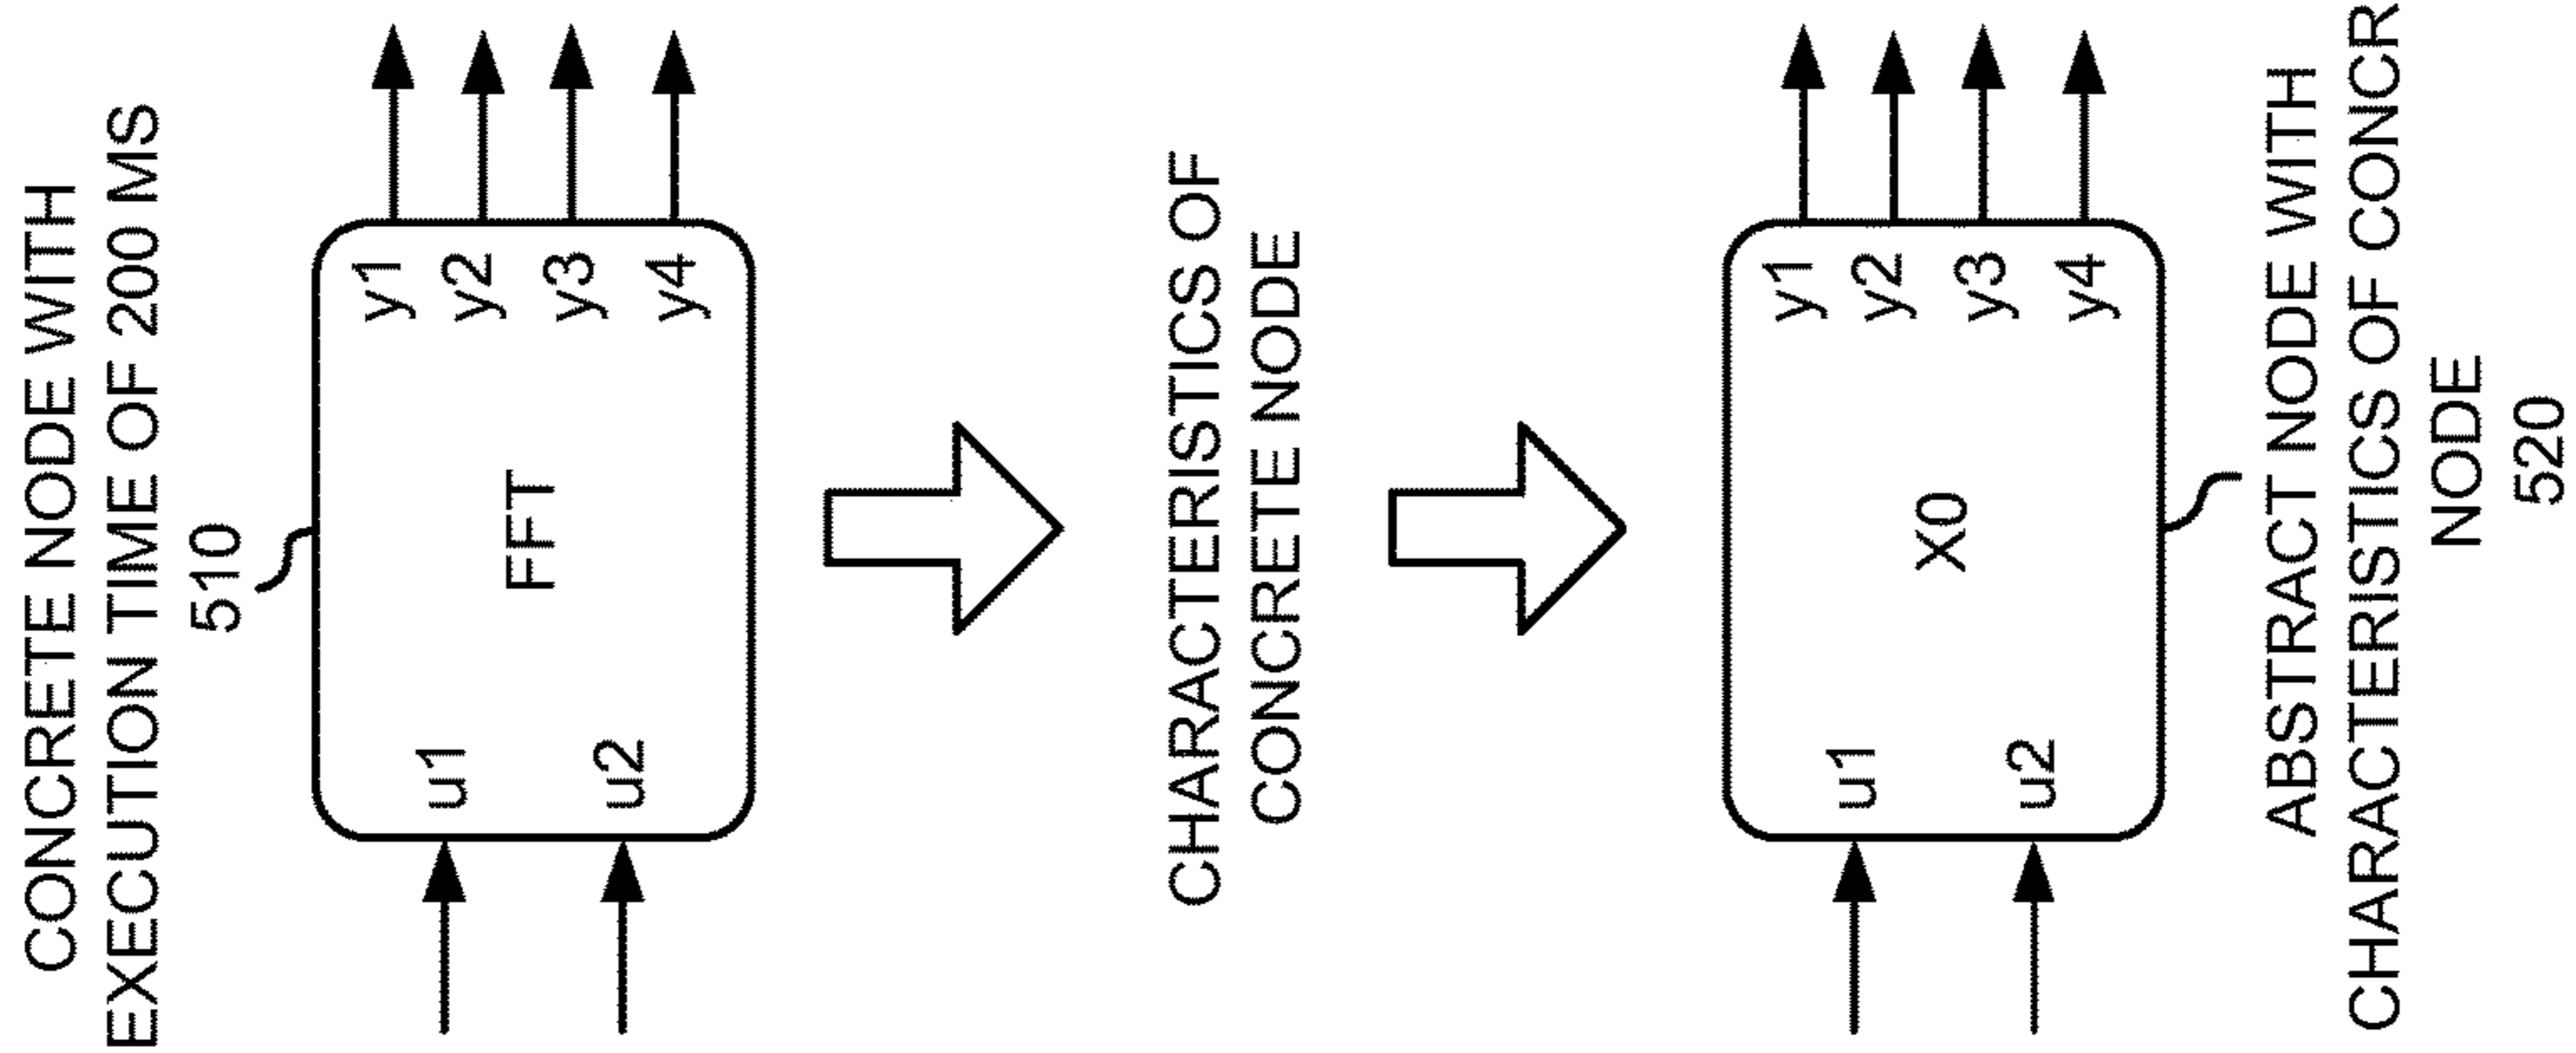 CONCRETE NODE WITH
EXECUTION TIME OF 200 MS
510
u1
u2
FFT
y1
y2
y3
y4
CHARACTERISTICS OF
CONCRETE NODE
u1
u2
X0
y1
y2
y3
y4
ABSTRACT NODE WITH
CHARACTERISTICS OF CONCR
NODE
520